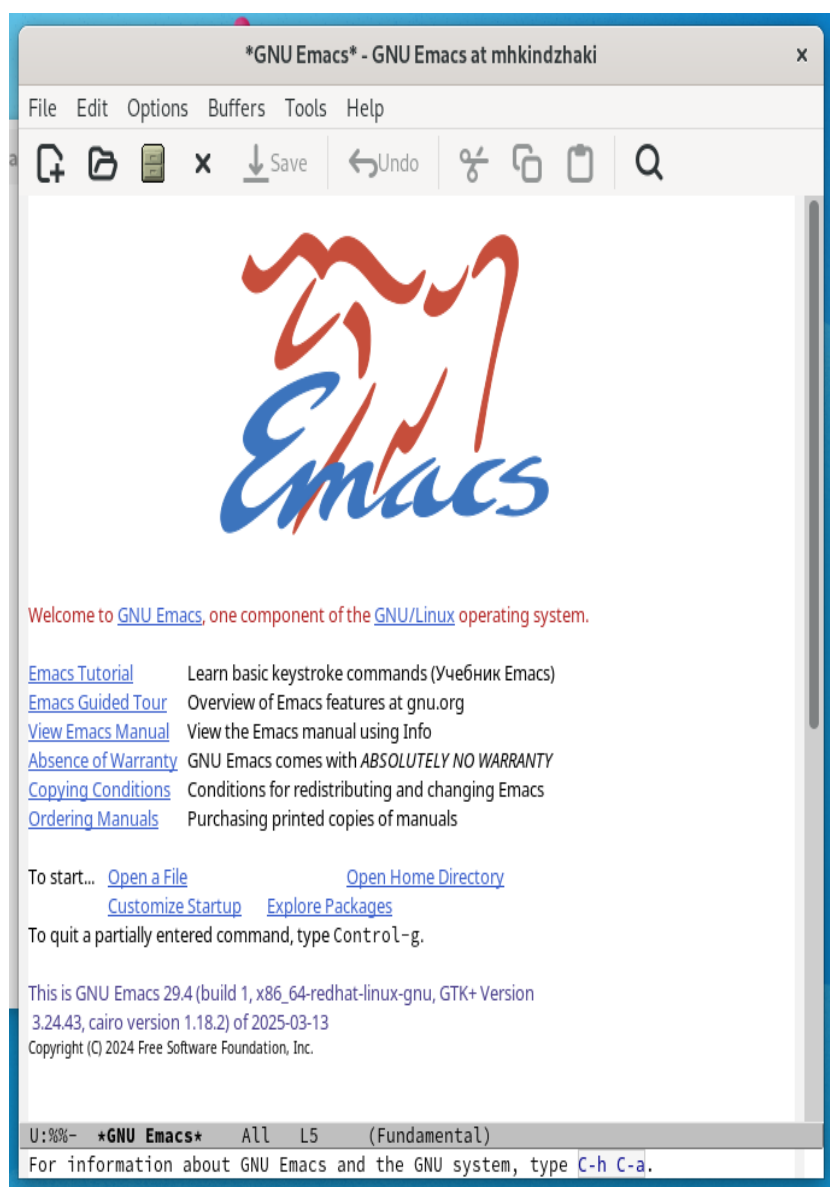 *GNU Emacs* - GNU Emacs at mhkindzhaki x
File Edit Options Buffers Tools Help
Save Undo
Emacs
Welcome to GNU Emacs, one component of the GNU/Linux operating system.
Emacs Tutorial Learn basic keystroke commands (Учебник Emacs)
Emacs Guided Tour Overview of Emacs features at gnu.org
View Emacs Manual View the Emacs manual using Info
Absence of Warranty GNU Emacs comes with ABSOLUTELY NO WARRANTY
Copying Conditions Conditions for redistributing and changing Emacs
Ordering Manuals Purchasing printed copies of manuals
To start... Open a File Open Home Directory
Customize Startup Explore Packages
To quit a partially entered command, type Control-g.
This is GNU Emacs 29.4 (build 1, x86_64-redhat-linux-gnu, GTK+ Version
3.24.43, cairo version 1.18.2) of 2025-03-13
Copyright (C) 2024 Free Software Foundation, Inc.
U:%%- *GNU Emacs* All L5 (Fundamental)
For information about GNU Emacs and the GNU system, type C-h C-a.